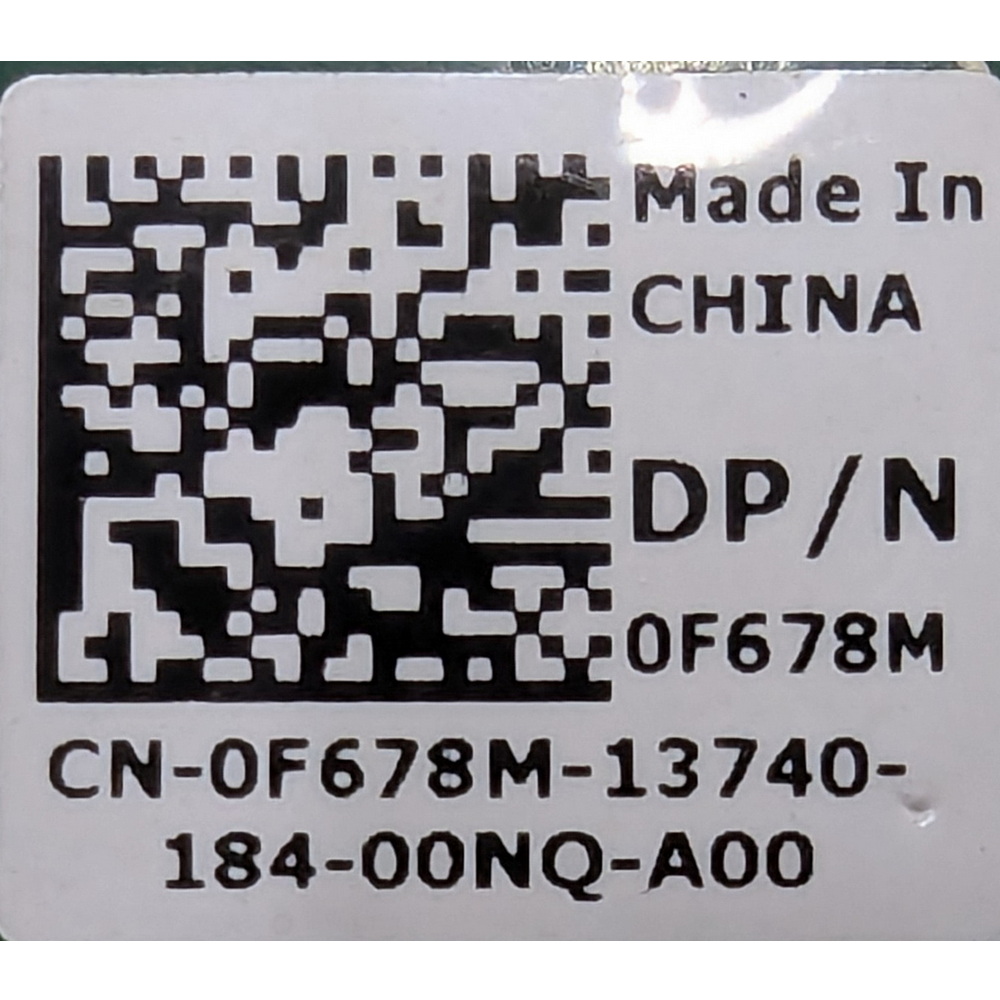 Made In
CHINA
DP/N
0F678M
CN-0F678M-13740-
184-00NQ-A00